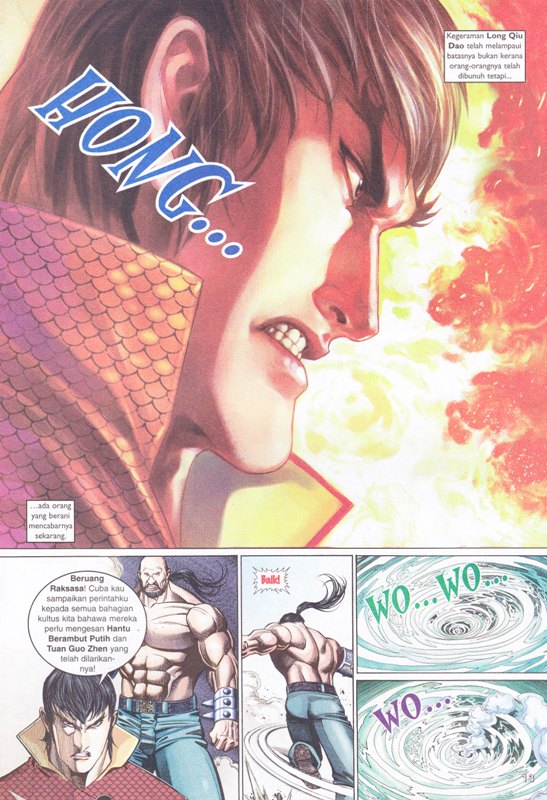 Kegeraman Long Qiu
Dao telah melampaui
batasnya bukan kerana
orang-orangnya telah
dibunuh tetapi...
HONG...
...ada orang
yang berani
mencabarnya
sekarang.
Beruang
Raksasa! Cuba kau
sampaikan perintahku
kepada semua bahagian
kultus kita bahawa mereka
perlu mengesan Hantu
Berambut Putih dan
Tuan Guo Zhen yang
telah dilarikan-
nya!
Baik!
WO...WO...
WO...